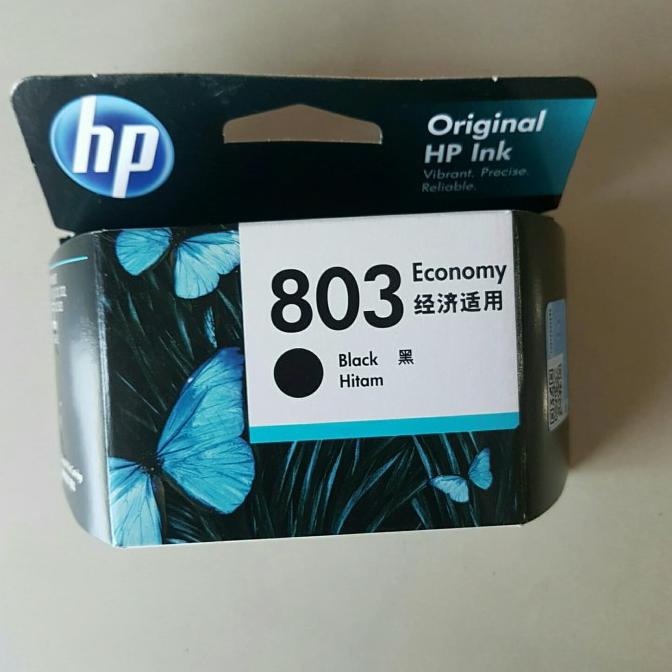 hp
Original
HP Ink
Vibrant. Precise.
Reliable.
803 Economy
经济适用
Black 黑
Hitam